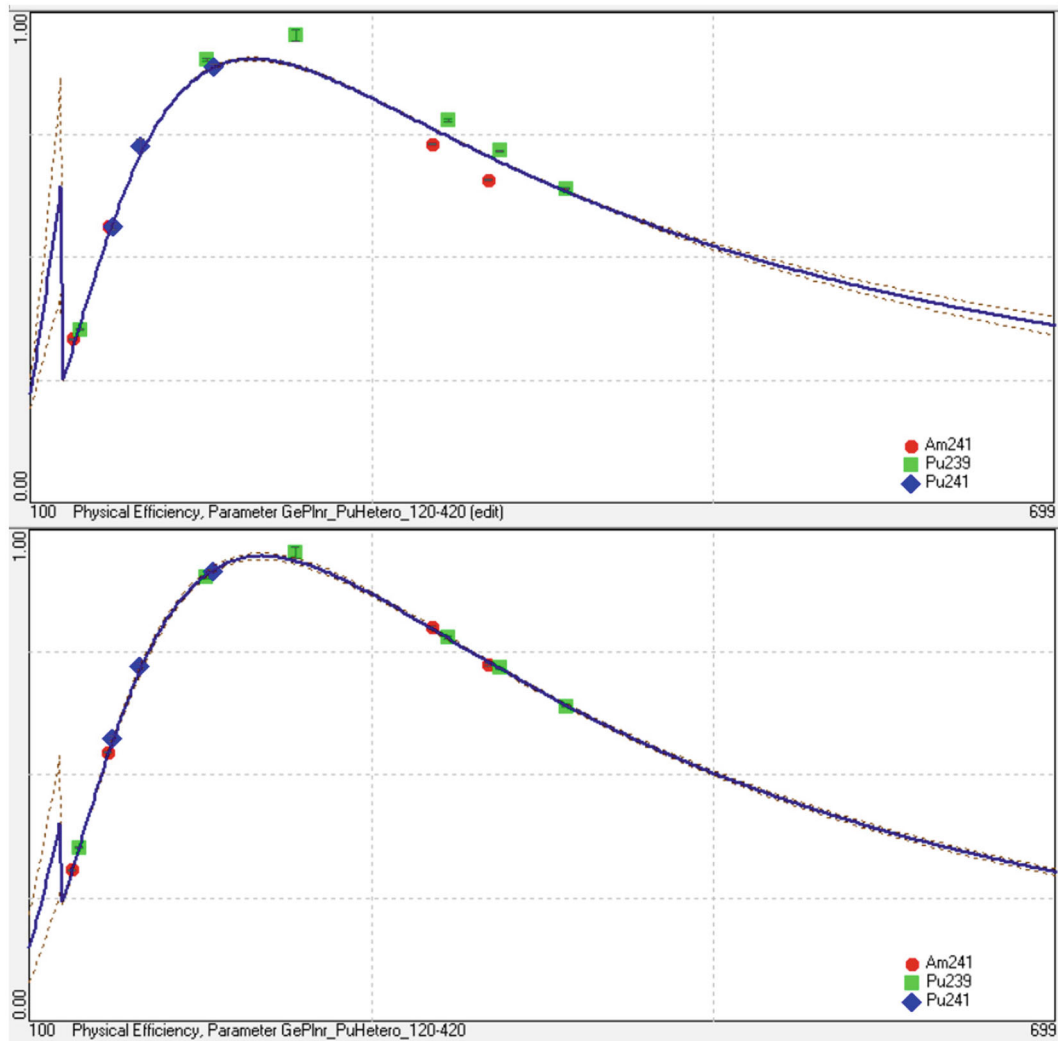 1.00
Am241
Pu239
Pu241
0.00
100 Physical Efficiency, Parameter GePlnr_PuHetero_120-420 (edit) 699
1.00
Am241
Pu239
Pu241
0.00
100 Physical Efficiency, Parameter GePlnr_PuHetero_120-420 699